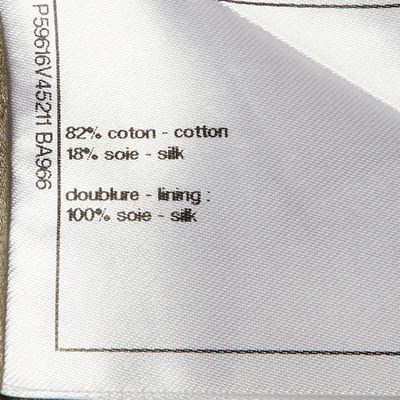 P59616V45211 BA966
82% coton - cotton
18% soie - silk
doublure - lining :
100% soie - silk